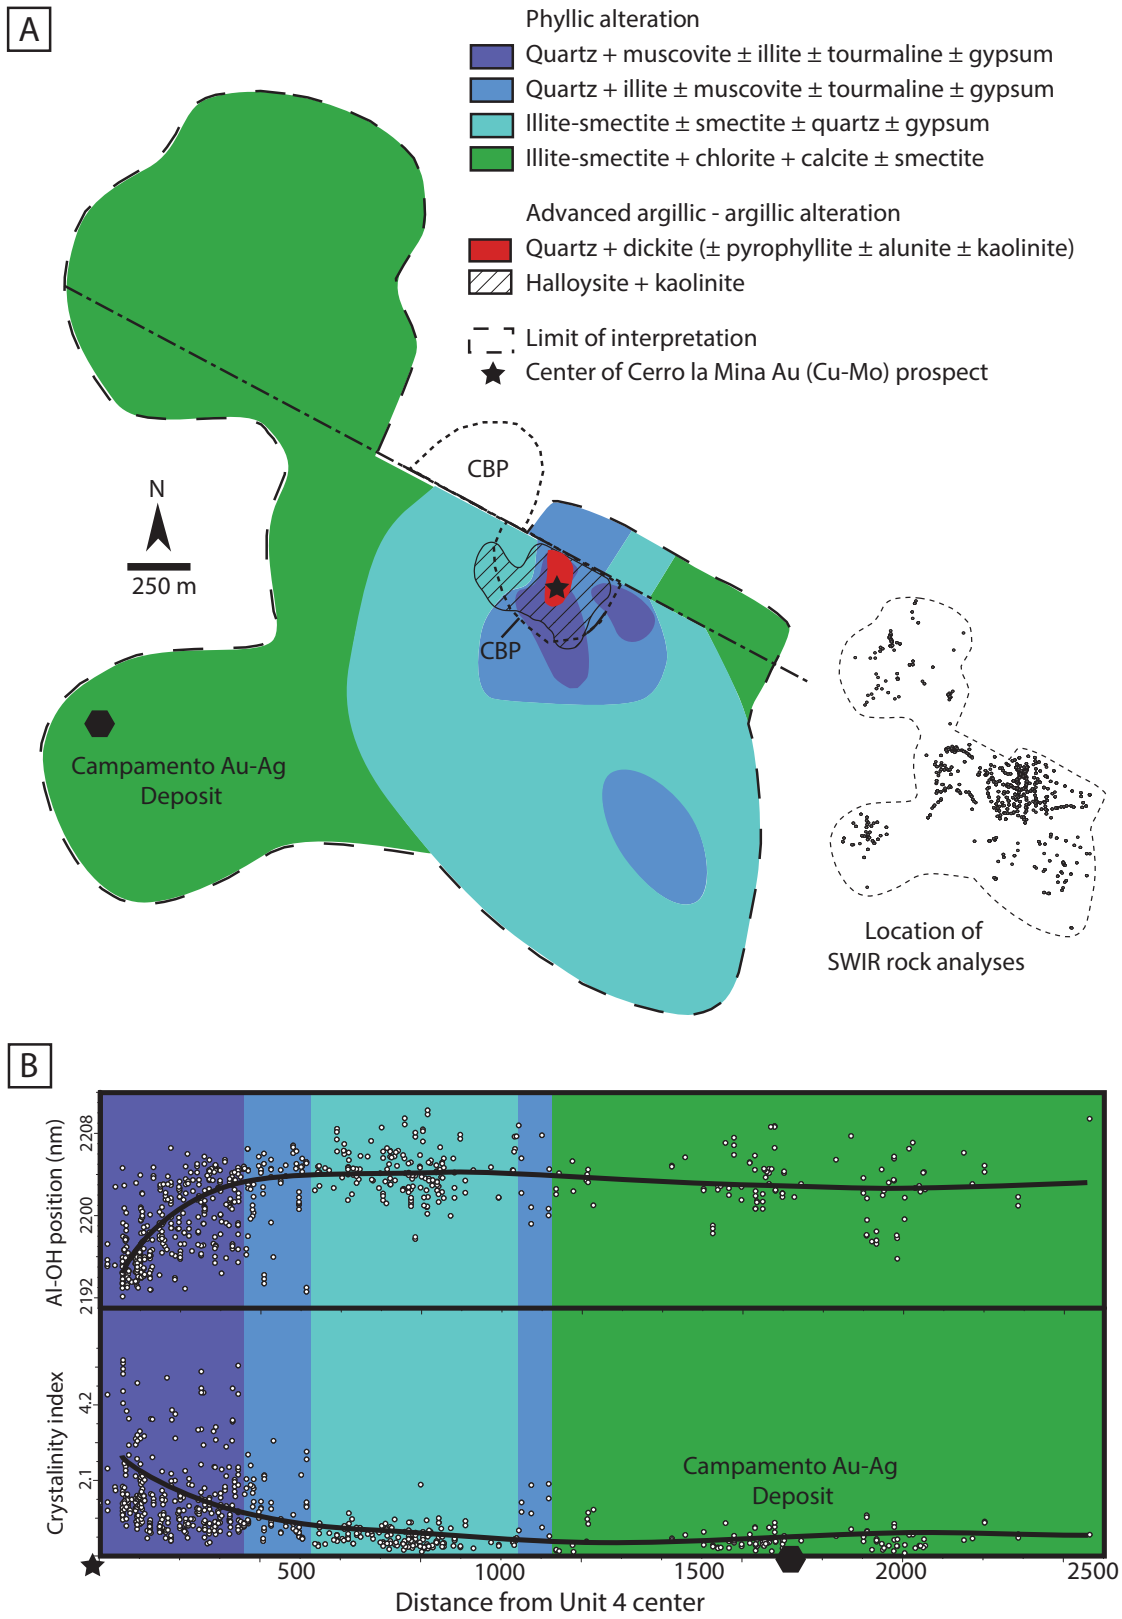 A
Phyllic alteration
Quartz + muscovite ± illite ± tourmaline ± gypsum
Quartz + illite ± muscovite ± tourmaline ± gypsum
Illite-smectite ± smectite ± quartz ± gypsum
Illite-smectite + chlorite + calcite ± smectite
Advanced argillic - argillic alteration
Quartz + dickite (± pyrophyllite ± alunite ± kaolinite)
Halloysite + kaolinite
Limit of interpretation
Center of Cerro la Mina Au (Cu-Mo) prospect
CBP
N
250 m
CBP
Campamento Au-Ag
Deposit
Location of
SWIR rock analyses
B
Al-OH position (nm)
2208
2200
2192
Crystalinity index
4.2
2.1
Campamento Au-Ag
Deposit
500
1000
1500
2000
2500
Distance from Unit 4 center